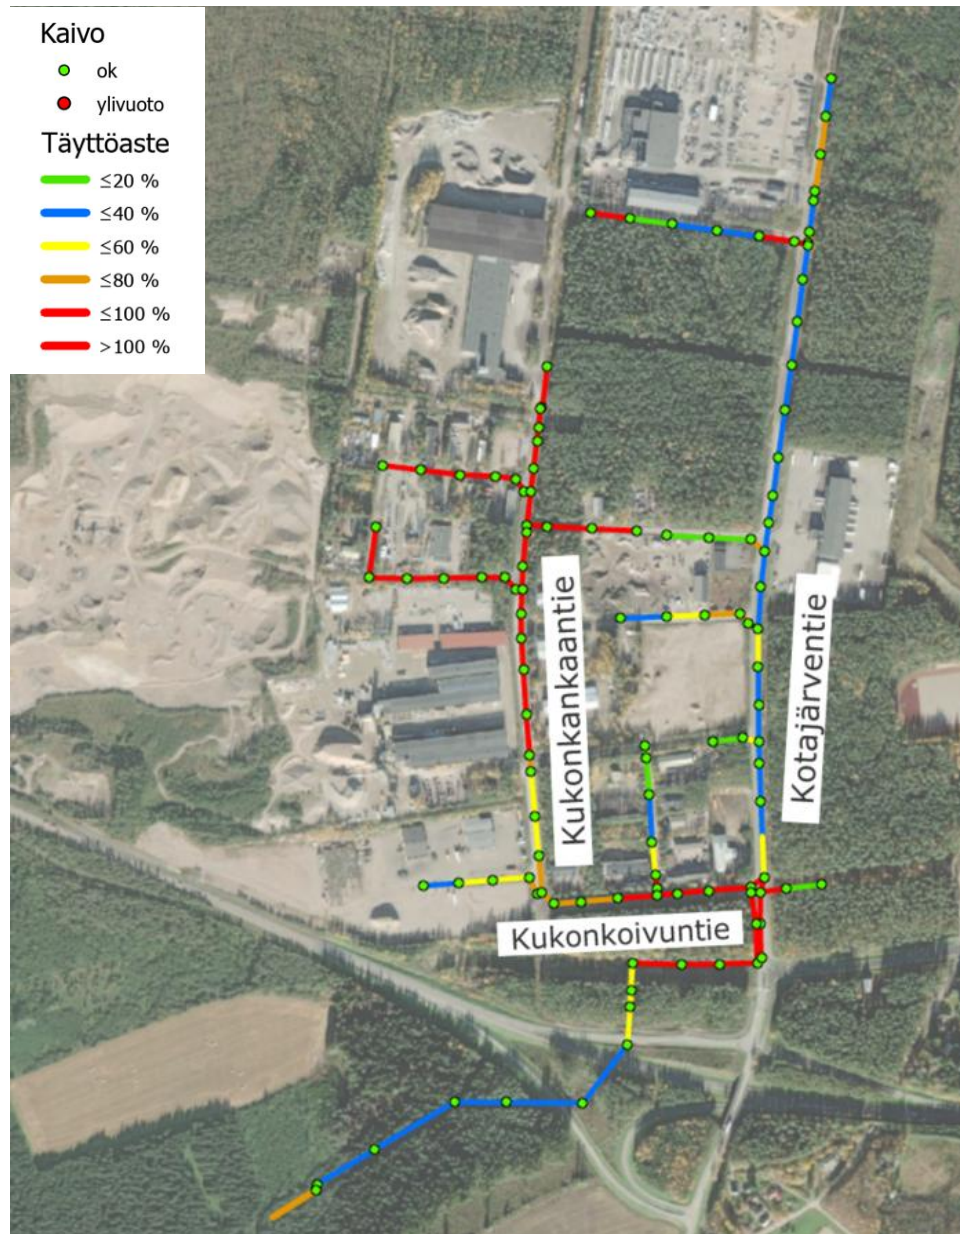 Kaivo
ok
ylivuoto
Täyttöaste
≤20 %
≤40 %
≤60 %
≤80 %
≤100 %
>100 %
Kukonkankaantie
Kotajärventie
Kukonkoivuntie